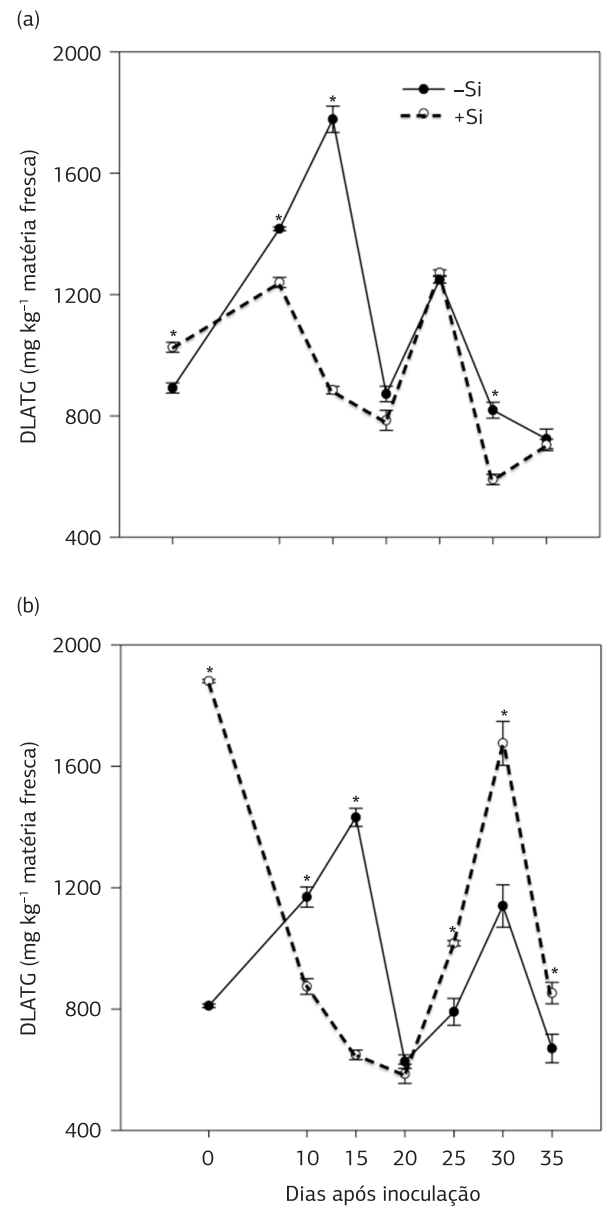 (a)
2000
1600
1200
800
400
DLATG (mg kg⁻¹ matéria fresca)
–Si
+Si
*
*
*
*
(b)
2000
1600
1200
800
400
DLATG (mg kg⁻¹ matéria fresca)
*
*
*
*
*
*
0 10 15 20 25 30 35
Dias após inoculação